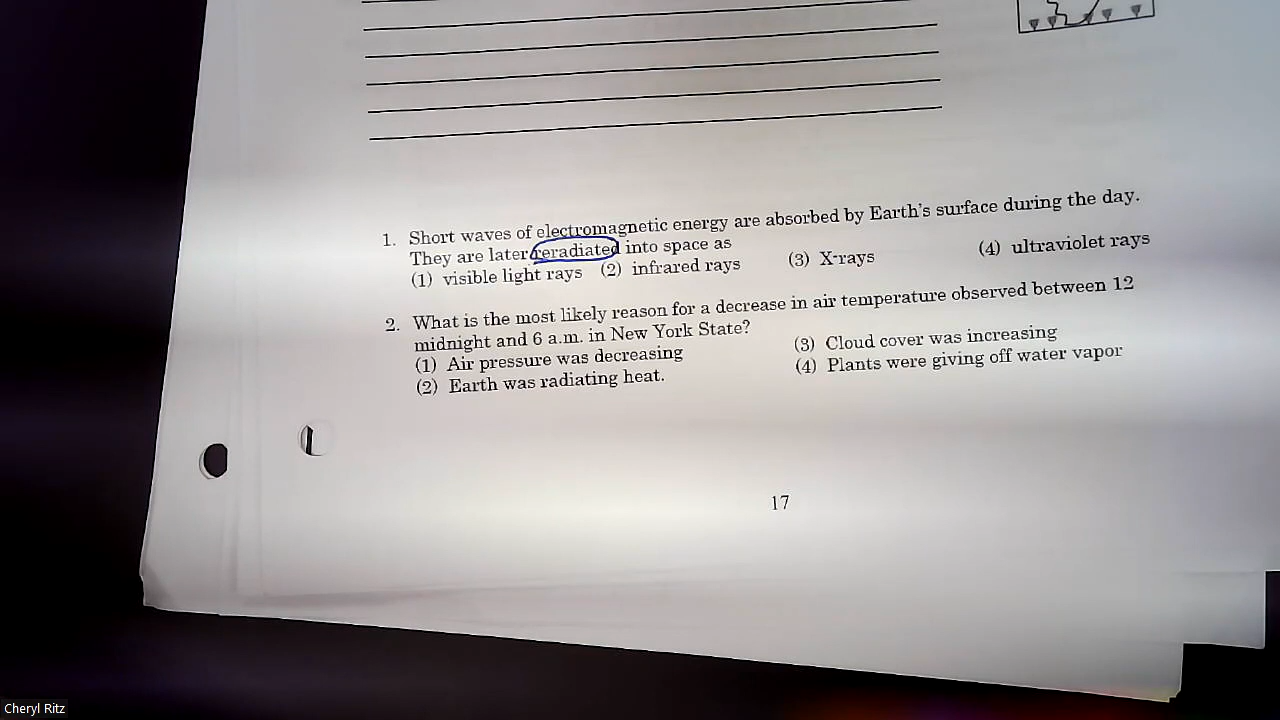 1. Short waves of electromagnetic energy are absorbed by Earth's surface during the day.
They are later reradiated into space as
(1) visible light rays (2) infrared rays (3) X-rays (4) ultraviolet rays
2. What is the most likely reason for a decrease in air temperature observed between 12
midnight and 6 a.m. in New York State?
(1) Air pressure was decreasing (3) Cloud cover was increasing
(2) Earth was radiating heat. (4) Plants were giving off water vapor
17
Cheryl Ritz